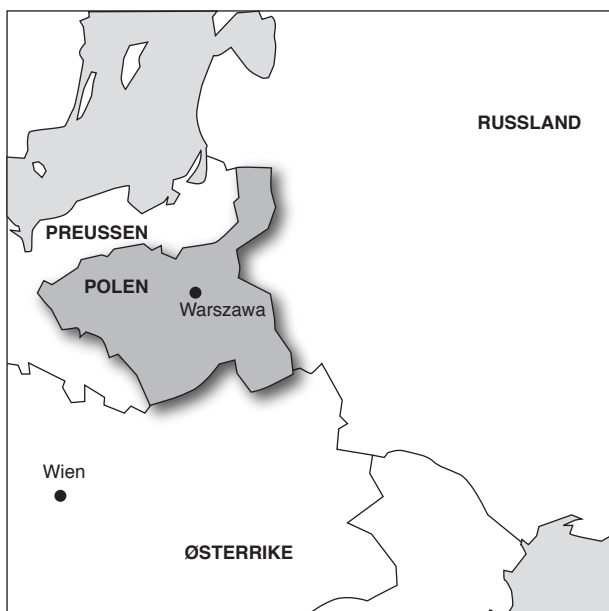 RUSSLAND
PREUSSEN
POLEN
Warszawa
Wien
ØSTERRIKE